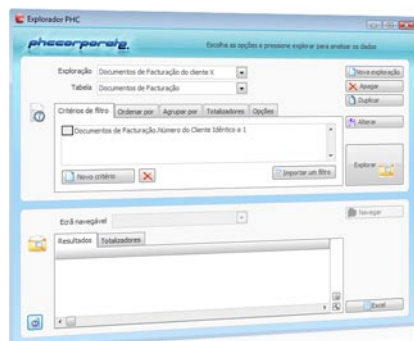 Explorador PHC
phccorporate
Escolha as opções e pressione explorar para analisar os dados
Exploração Documentos de Facturação do cliente X
Tabela Documentos de Facturação
Nova exploração
Apagar
Duplicar
Alterar
Explorar
Critérios de filtro Ordenar por Agrupar por Totalizadores Opções
Documentos de Facturação.Número do Cliente Idêntico a 1
Novo critério
Importar um filtro
Ecrã navegável
Navegar
Resultados Totalizadores
Excel